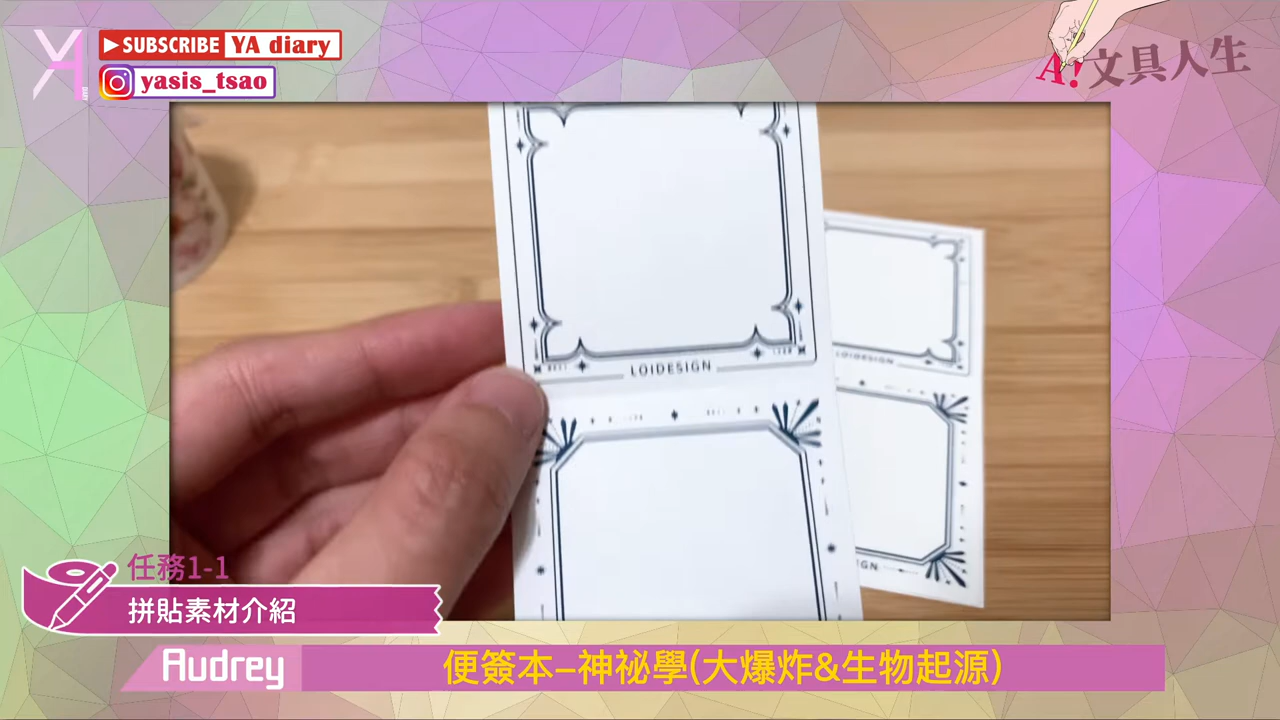 SUBSCRIBE YA diary
yasis_tsao
A!文具人生
LOIDESIGN
LOIDESIGN
任務1-1
拼貼素材介紹
Audrey
便簽本–神祕學(大爆炸&生物起源)